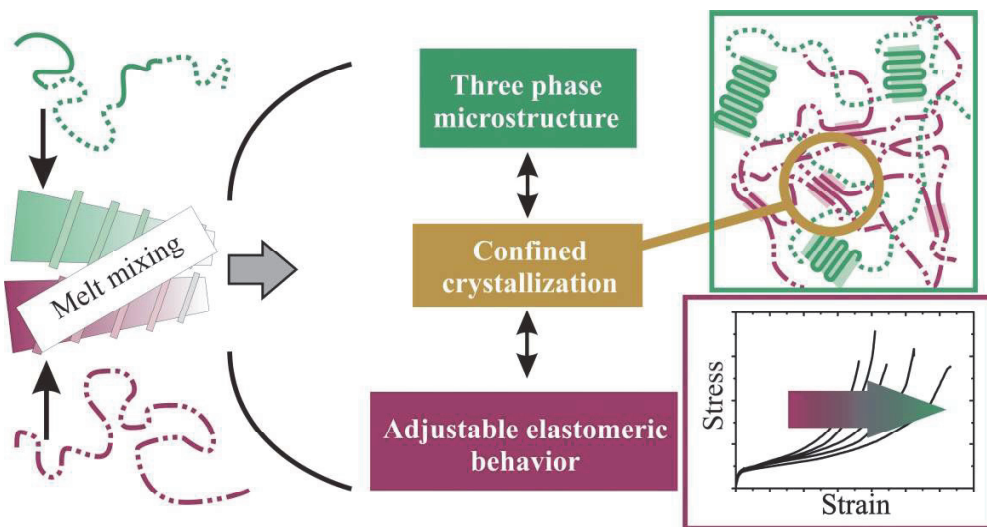 Melt mixing
Three phase
microstructure
Confined
crystallization
Adjustable elastomeric
behavior
Stress
Strain